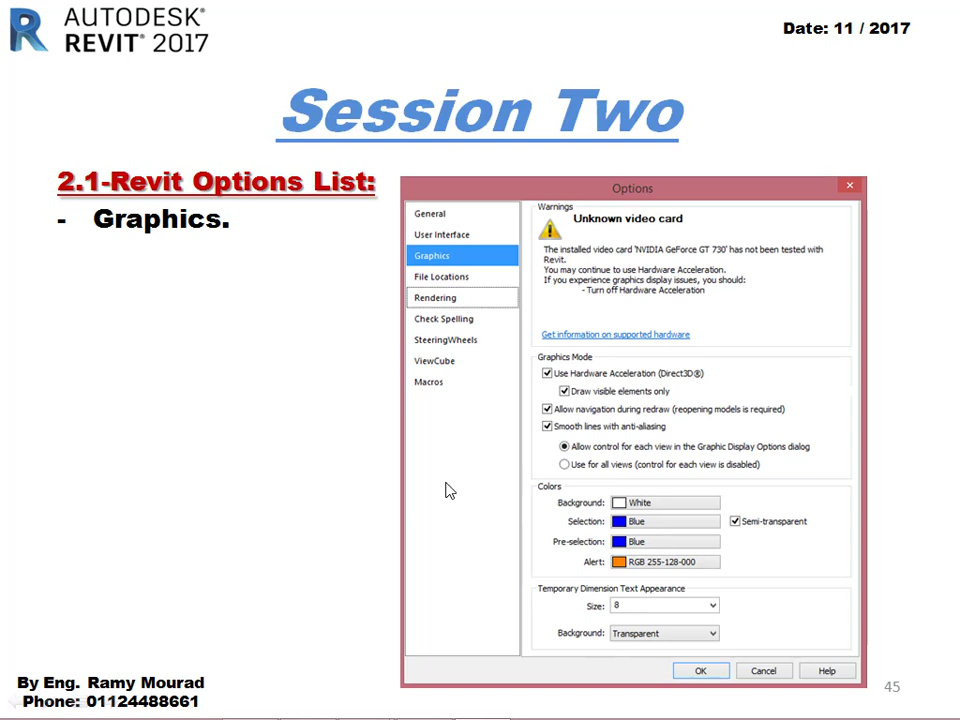 AUTODESK®
REVIT® 2017
Date: 11 / 2017
Session Two
2.1-Revit Options List:
- Graphics.
Options
General
User Interface
Graphics
File Locations
Rendering
Check Spelling
SteeringWheels
ViewCube
Macros
Warnings
Unknown video card
The installed video card 'NVIDIA GeForce GT 730' has not been tested with
Revit.
You may continue to use Hardware Acceleration.
If you experience graphics display issues, you should:
- Turn off Hardware Acceleration
Get information on supported hardware
Graphics Mode
Use Hardware Acceleration (Direct3D®)
Draw visible elements only
Allow navigation during redraw (reopening models is required)
Smooth lines with anti-aliasing
Allow control for each view in the Graphic Display Options dialog
Use for all views (control for each view is disabled)
Colors
Background: White
Selection: Blue Semi-transparent
Pre-selection: Blue
Alert: RGB 255-128-000
Temporary Dimension Text Appearance
Size: 8
Background: Transparent
OK Cancel Help
By Eng. Ramy Mourad
Phone: 01124488661
45